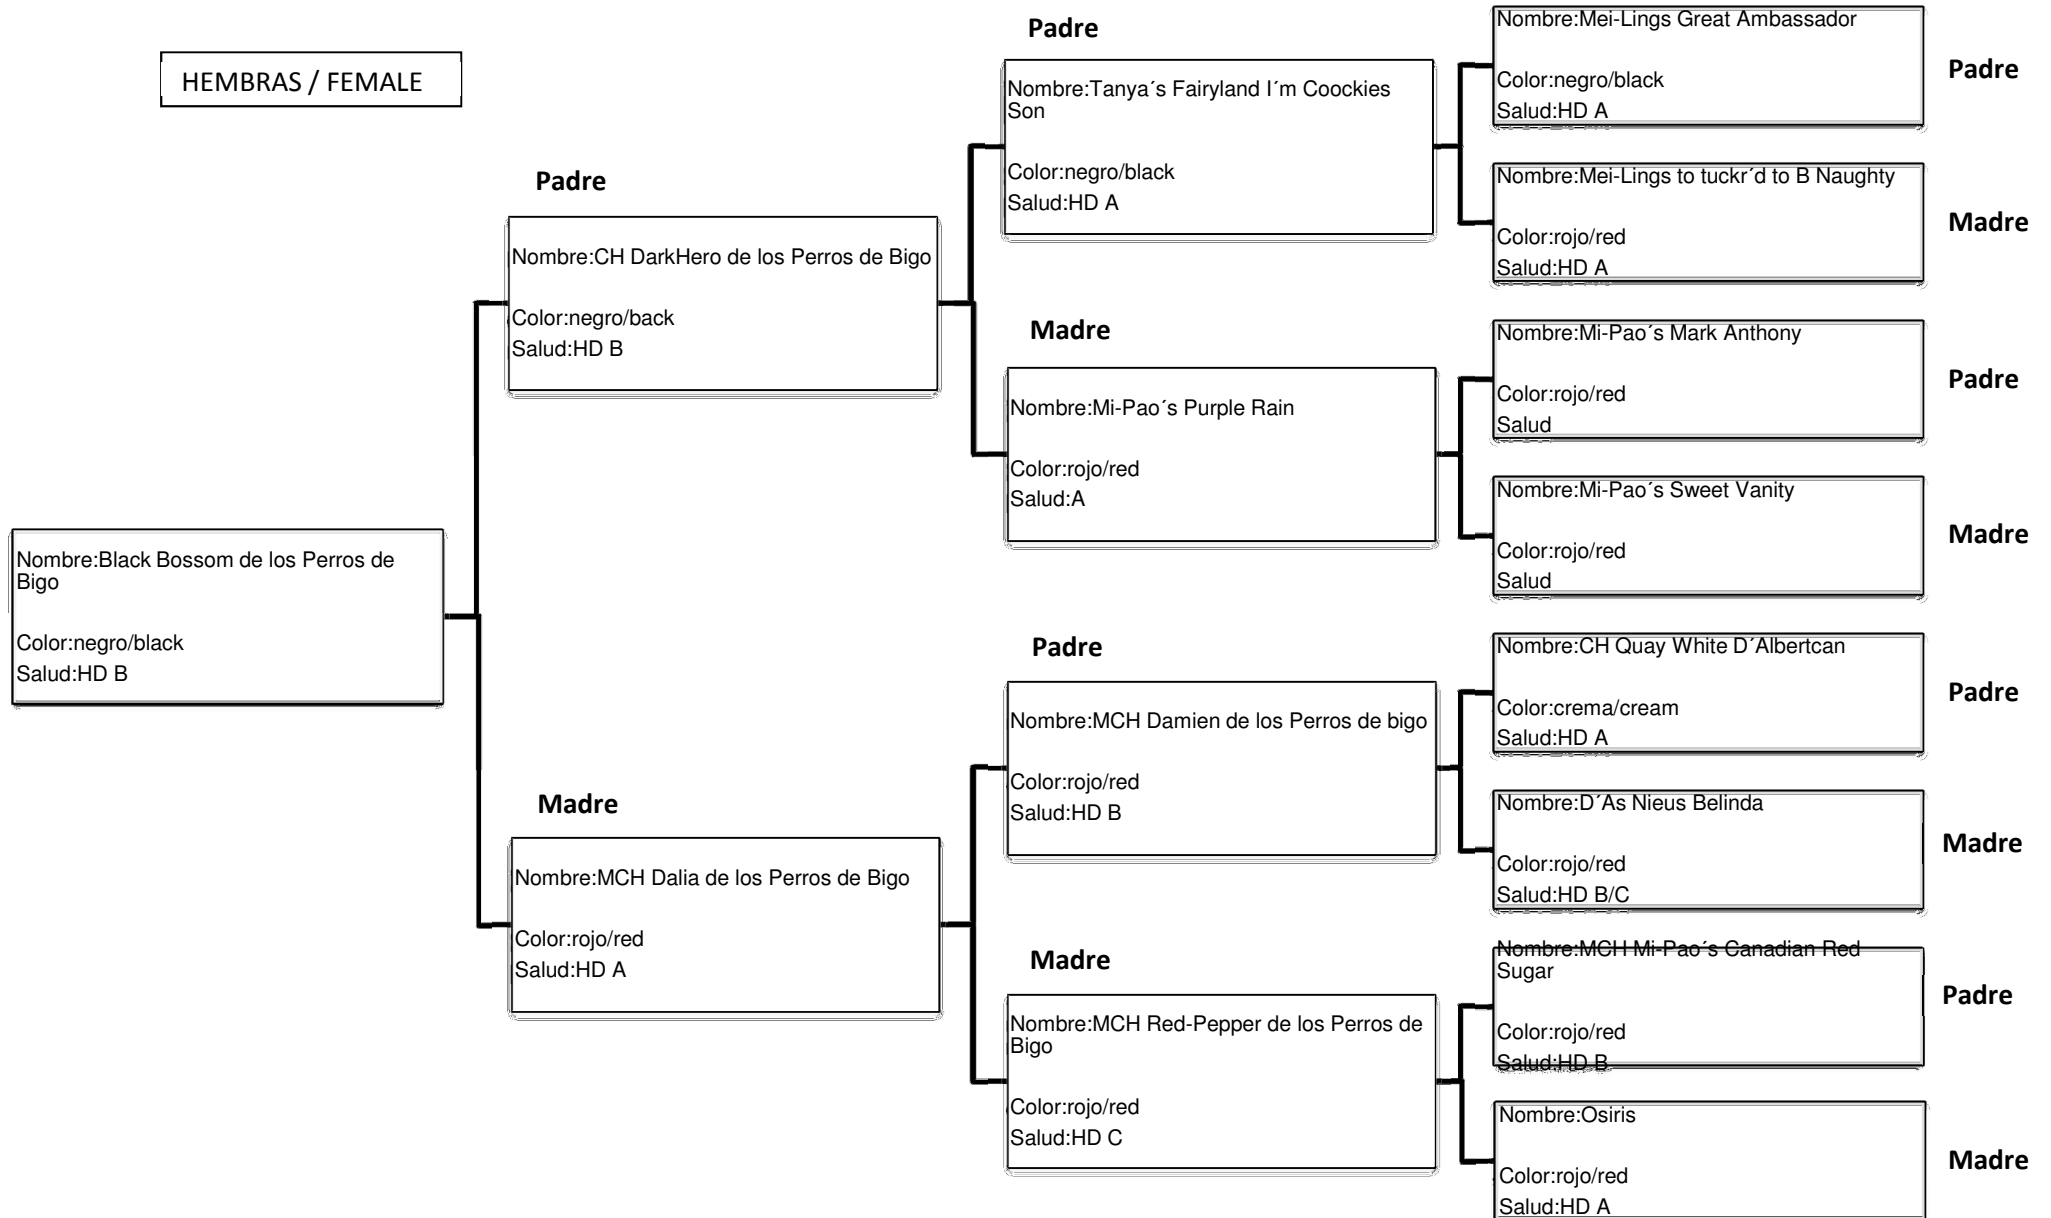 HEMBRAS / FEMALE
Nombre:Black Bossom de los Perros de
Bigo
Color:negro/black
Salud:HD B
Padre
Nombre:CH DarkHero de los Perros de Bigo
Color:negro/back
Salud:HD B
Madre
Nombre:MCH Dalia de los Perros de Bigo
Color:rojo/red
Salud:HD A
Padre
Nombre:Tanya´s Fairyland I´m Coockies
Son
Color:negro/black
Salud:HD A
Madre
Nombre:Mi-Pao´s Purple Rain
Color:rojo/red
Salud:A
Padre
Nombre:MCH Damien de los Perros de bigo
Color:rojo/red
Salud:HD B
Madre
Nombre:MCH Red-Pepper de los Perros de
Bigo
Color:rojo/red
Salud:HD C
Nombre:Mei-Lings Great Ambassador
Color:negro/black
Salud:HD A
Padre
Nombre:Mei-Lings to tuckr´d to B Naughty
Color:rojo/red
Salud:HD A
Madre
Nombre:Mi-Pao´s Mark Anthony
Color:rojo/red
Salud
Padre
Nombre:Mi-Pao´s Sweet Vanity
Color:rojo/red
Salud
Madre
Nombre:CH Quay White D´Albertcan
Color:crema/cream
Salud:HD A
Padre
Nombre:D´As Nieus Belinda
Color:rojo/red
Salud:HD B/C
Madre
Nombre:MCH Mi-Pao´s Canadian Red
Sugar
Color:rojo/red
Salud:HD B
Padre
Nombre:Osiris
Color:rojo/red
Salud:HD A
Madre